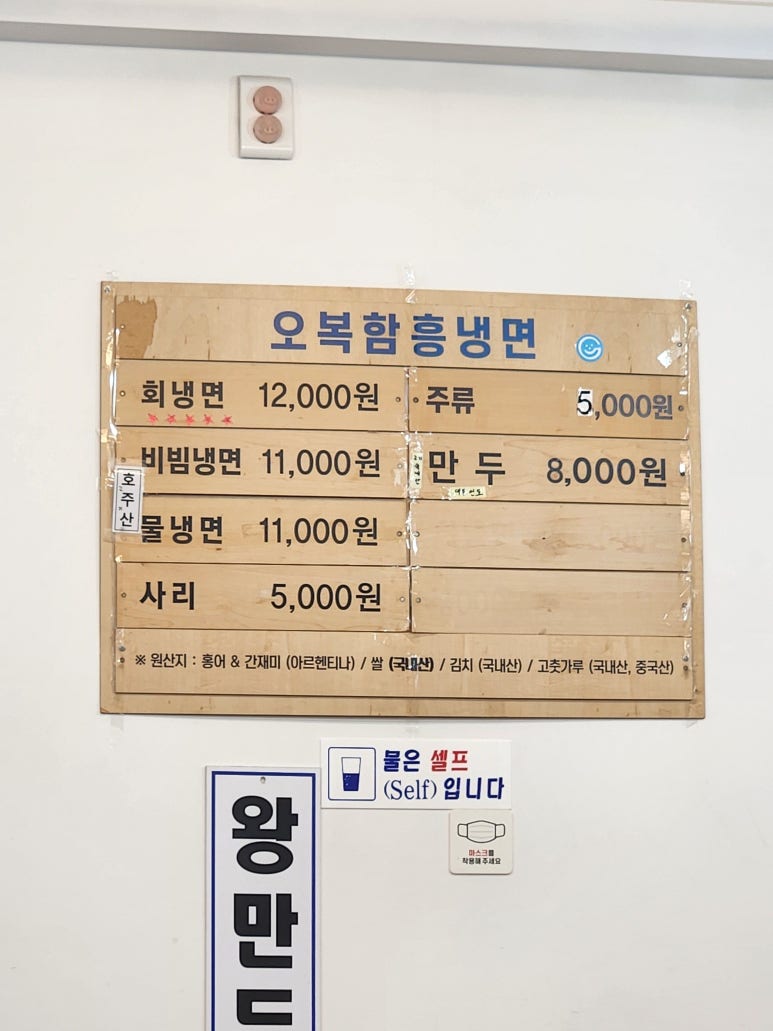 오복함흥냉면
회냉면 12,000원
비빔냉면 11,000원
호주산
물냉면 11,000원
사리 5,000원
주류 5,000원
만두 8,000원
※ 원산지 : 홍어 & 간재미 (아르헨티나) / 쌀 (국내산) / 김치 (국내산) / 고춧가루 (국내산, 중국산)
물은 셀프
(Self) 입니다
마스크를
착용해 주세요
왕만